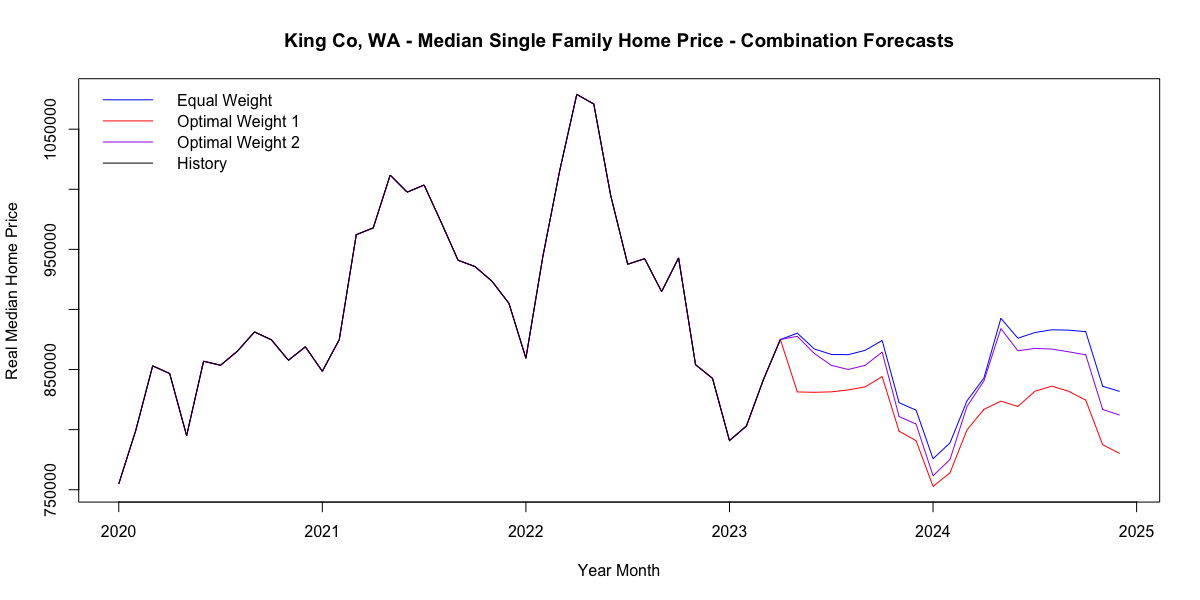 King Co, WA - Median Single Family Home Price - Combination Forecasts
Equal Weight
Optimal Weight 1
Optimal Weight 2
History
Real Median Home Price
1050000
950000
850000
750000
2020
2021
2022
2023
2024
2025
Year Month